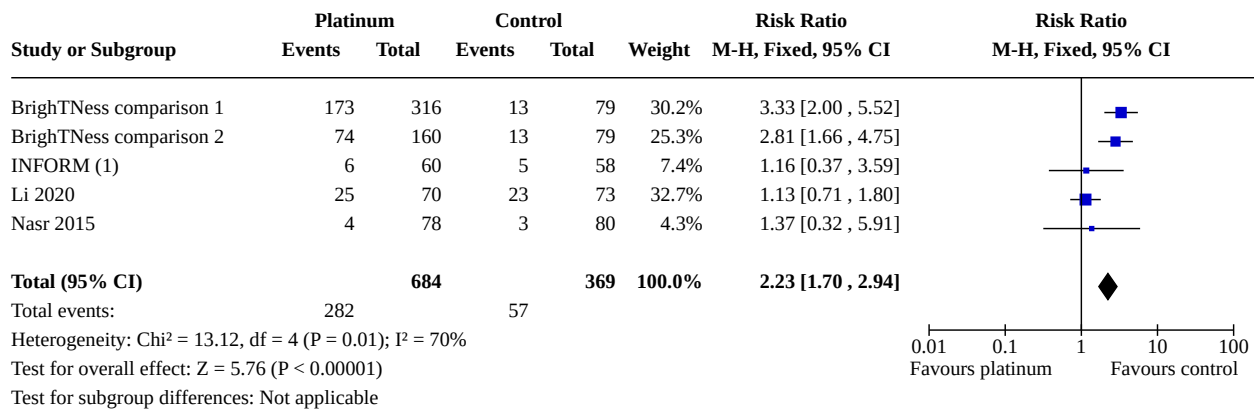 Platinum Control Risk Ratio Risk Ratio
Study or Subgroup Events Total Events Total Weight M-H, Fixed, 95% CI M-H, Fixed, 95% CI
BrighTNess comparison 1 173 316 13 79 30.2% 3.33 [2.00 , 5.52]
BrighTNess comparison 2 74 160 13 79 25.3% 2.81 [1.66 , 4.75]
INFORM (1) 6 60 5 58 7.4% 1.16 [0.37 , 3.59]
Li 2020 25 70 23 73 32.7% 1.13 [0.71 , 1.80]
Nasr 2015 4 78 3 80 4.3% 1.37 [0.32 , 5.91]
Total (95% CI) 684 369 100.0% 2.23 [1.70 , 2.94]
Total events: 282 57
Heterogeneity: Chi² = 13.12, df = 4 (P = 0.01); I² = 70%
Test for overall effect: Z = 5.76 (P < 0.00001)
Test for subgroup differences: Not applicable
0.01 0.1 1 10 100
Favours platinum Favours control